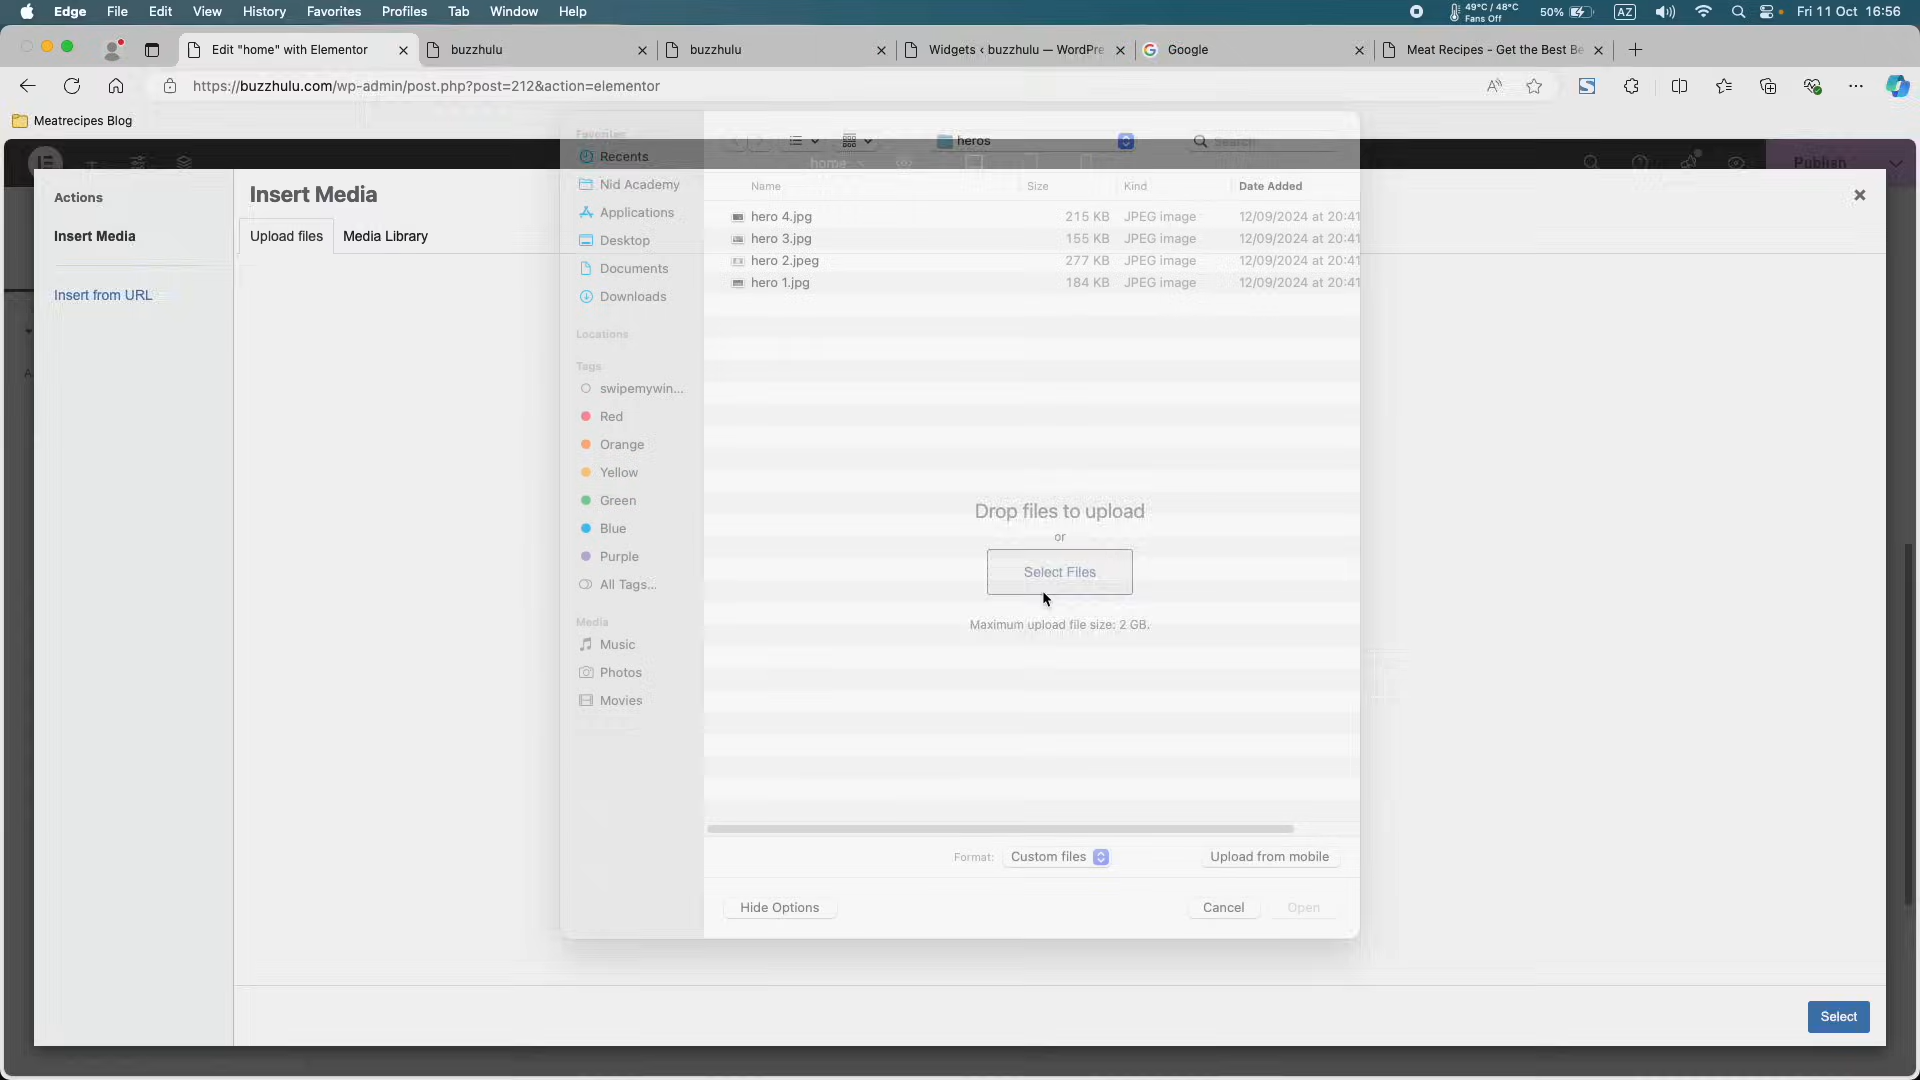 Edge File Edit View History Favorites Profiles Tab Window Help 49°C / 48°C Fans Off 50% AZ Fri 11 Oct 16:56
Edit "home" with Elementor buzzhulu buzzhulu Widgets ‹ buzzhulu — WordPre Google Meat Recipes - Get the Best Be
https://buzzhulu.com/wp-admin/post.php?post=212&action=elementor
Meatrecipes Blog
home Publish
Actions
Insert Media
Insert from URL
Insert Media
Upload files Media Library
Favorites
Recents
Nid Academy
Applications
Desktop
Documents
Downloads
Locations
Tags
swipemywin...
Red
Orange
Yellow
Green
Blue
Purple
All Tags...
Media
Music
Photos
Movies
heros Search
Name Size Kind Date Added
hero 4.jpg 215 KB JPEG image 12/09/2024 at 20:41
hero 3.jpg 155 KB JPEG image 12/09/2024 at 20:41
hero 2.jpeg 277 KB JPEG image 12/09/2024 at 20:41
hero 1.jpg 184 KB JPEG image 12/09/2024 at 20:41
Drop files to upload
or
Select Files
Maximum upload file size: 2 GB.
Format: Custom files Upload from mobile
Hide Options Cancel Open
Select